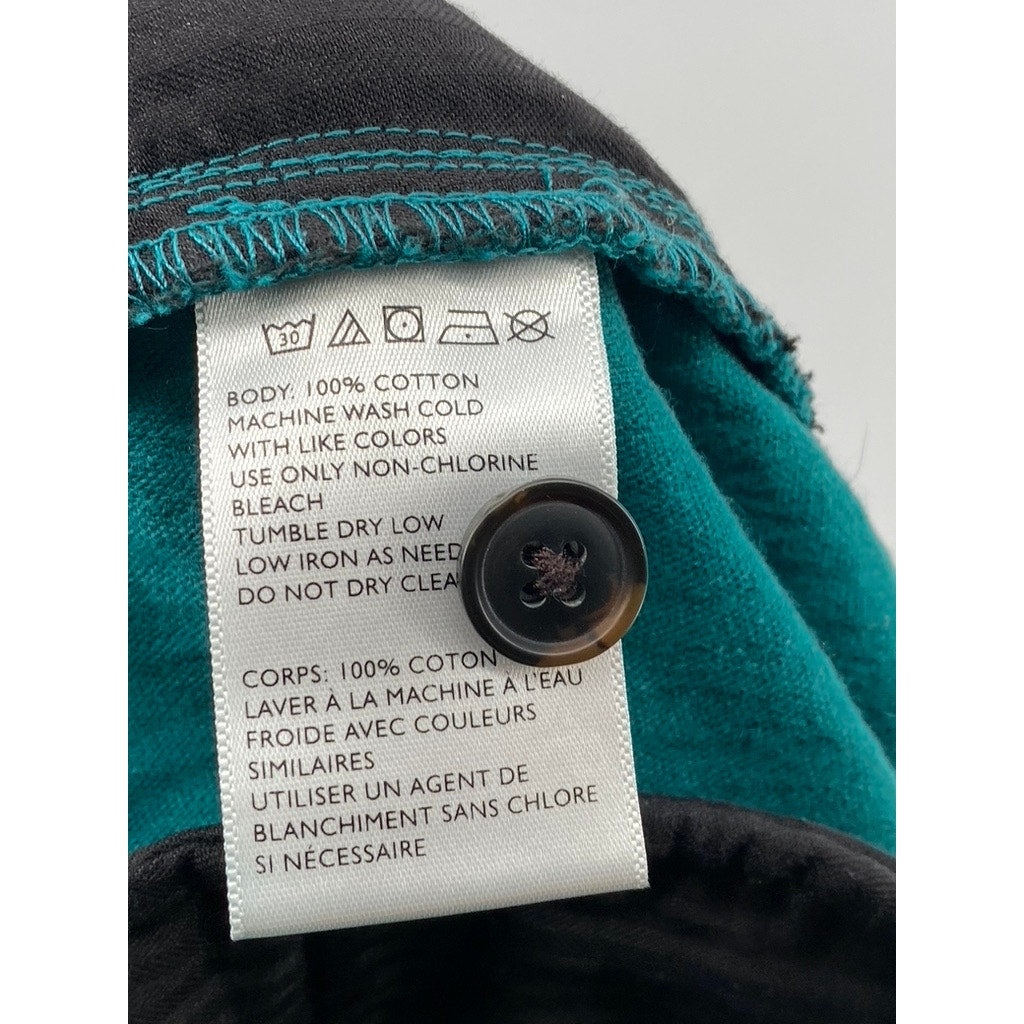 30
BODY: 100% COTTON
MACHINE WASH COLD
WITH LIKE COLORS
USE ONLY NON-CHLORINE
BLEACH
TUMBLE DRY LOW
LOW IRON AS NEED
DO NOT DRY CLEA
CORPS: 100% COTON
LAVER À LA MACHINE À L'EAU
FROIDE AVEC COULEURS
SIMILAIRES
UTILISER UN AGENT DE
BLANCHIMENT SANS CHLORE
SI NÉCESSAIRE